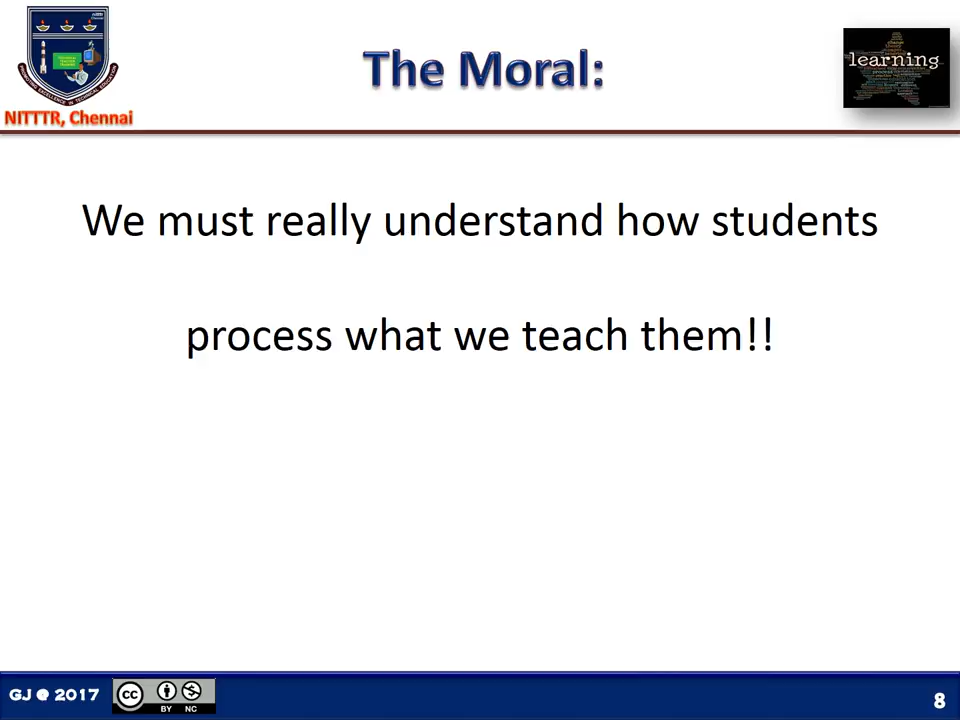 The Moral:
learning
NITTTR, Chennai
We must really understand how students
process what we teach them!!
GJ @ 2017
cc
BY NC
8